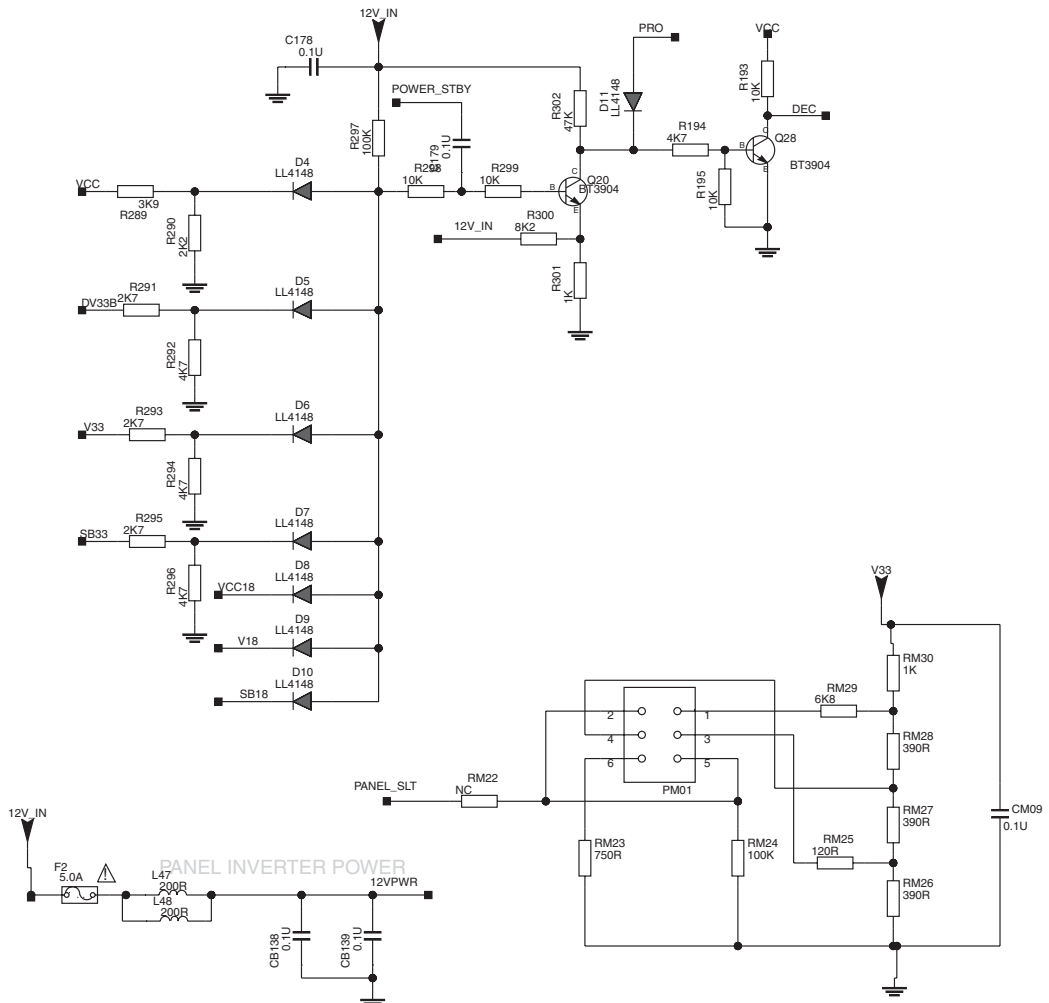 12V_IN
C178
0.1U
PRO
VCC
POWER_STBY
R297
100K
C179
0.1U
R302
47K
D11
LL4148
R193
10K
DEC
R194
4K7
Q28
C
B
E
BT3904
R195
10K
D4
LL4148
R298
10K
R299
10K
Q20
C
B
E
BT3904
VCC
3K9
R289
R290
2K2
12V_IN
R300
8K2
R301
1K
D5
LL4148
DV33B
R291
2K7
R292
4K7
D6
LL4148
V33
R293
2K7
R294
4K7
D7
LL4148
SB33
R295
2K7
R296
4K7
D8
LL4148
VCC18
D9
LL4148
V18
D10
LL4148
SB18
V33
RM30
1K
RM29
6K8
2
1
4
3
6
5
PM01
RM28
390R
PANEL_SLT
RM22
NC
RM27
390R
CM09
0.1U
RM23
750R
RM24
100K
RM25
120R
RM26
390R
12V_IN
PANEL INVERTER POWER
F2
5.0A
L47
200R
L48
200R
12VPWR
CB138
0.1U
CB139
0.1U